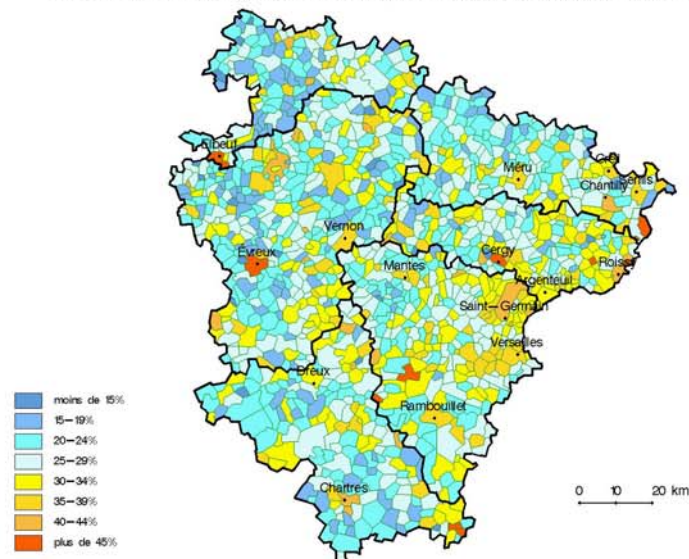 Elbeuf
Creil
Méru
Senlis
Chantilly
Vernon
Évreux
Cergy
Mantes
Roissy
Argenteuil
Saint-Germain
Versailles
Dreux
Rambouillet
Chartres
moins de 15%
15-19%
20-24%
25-29%
30-34%
35-39%
40-44%
plus de 45%
0 10 20 km